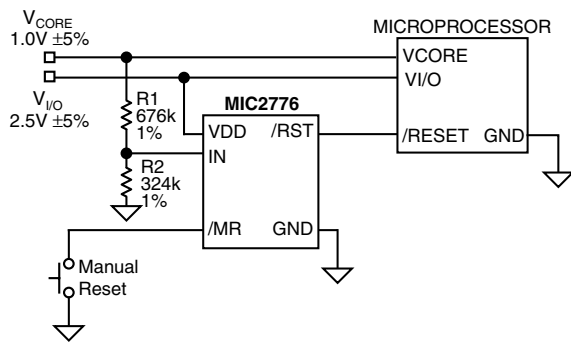 VCORE
1.0V ±5%
VI/O
2.5V ±5%
R1
676k
1%
R2
324k
1%
MIC2776
VDD
/RST
IN
/MR
GND
Manual
Reset
MICROPROCESSOR
VCORE
VI/O
/RESET
GND